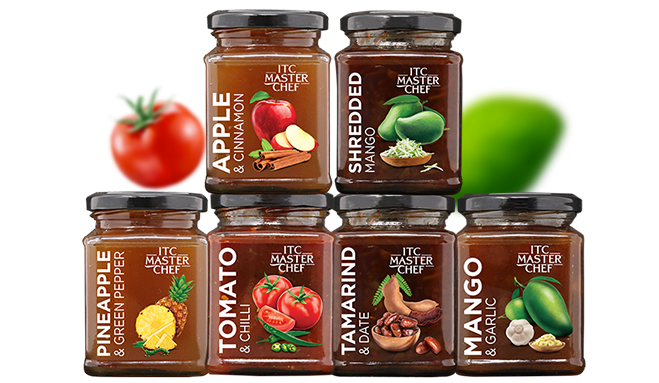 APPLE
& CINNAMON
ITC
MASTER
CHEF
SHREDDED
MANGO
ITC
MASTER
CHEF
PINEAPPLE
& GREEN PEPPER
ITC
MASTER
CHEF
TOMATO
& CHILLI
ITC
MASTER
CHEF
TAMARIND
& DATE
ITC
MASTER
CHEF
MANGO
& GARLIC
ITC
MASTER
CHEF